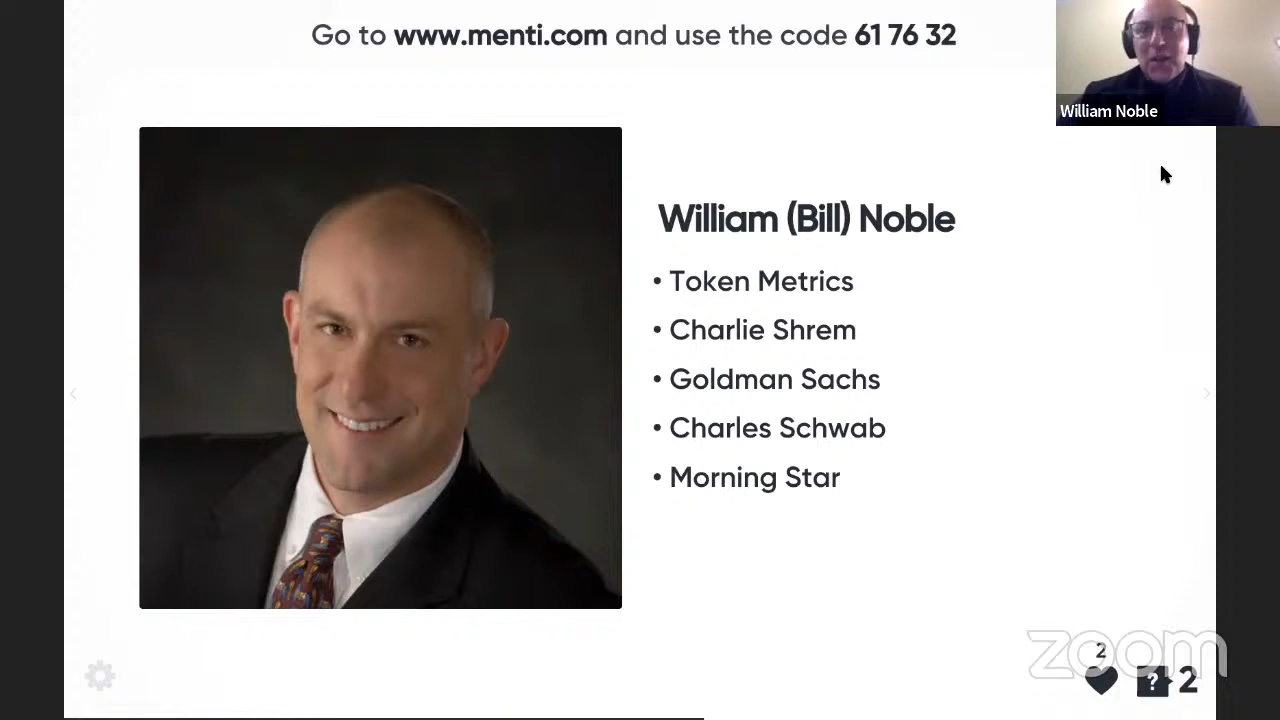 Go to www.menti.com and use the code 61 76 32
William Noble
William (Bill) Noble
• Token Metrics
• Charlie Shrem
• Goldman Sachs
• Charles Schwab
• Morning Star
zoom
2
? 2